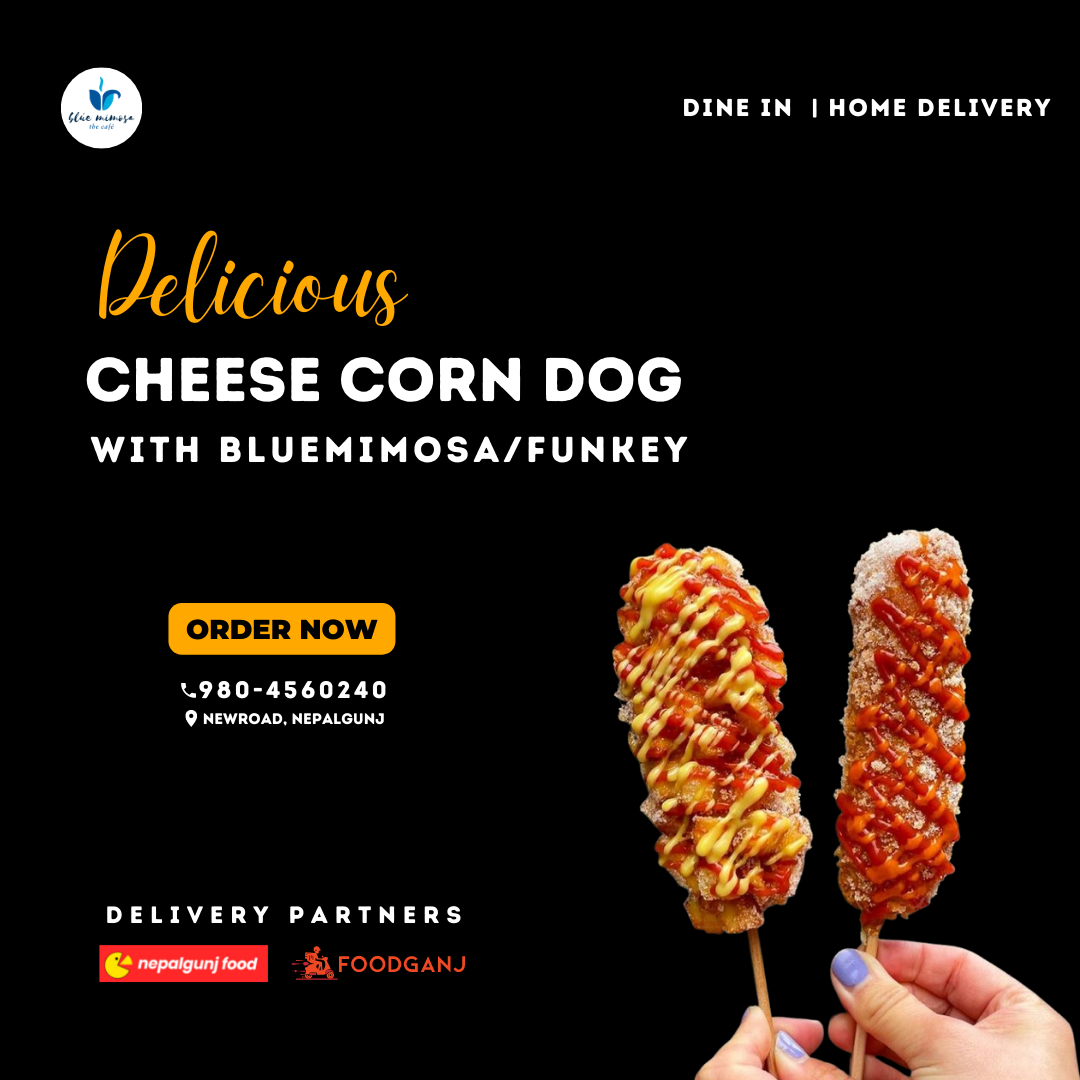 blue mimosa
the café
DINE IN | HOME DELIVERY
Delicious
CHEESE CORN DOG
WITH BLUEMIMOSA/FUNKEY
ORDER NOW
980-4560240
NEWROAD, NEPALGUNJ
DELIVERY PARTNERS
nepalgunj food
FOODGANJ